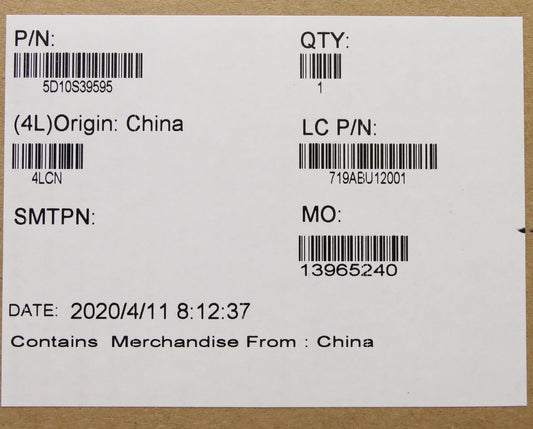 P/N:
5D10S39595
QTY:
1
(4L)Origin: China
4LCN
LC P/N:
719ABU12001
SMTPN:
MO:
13965240
DATE: 2020/4/11 8:12:37
Contains Merchandise From : China